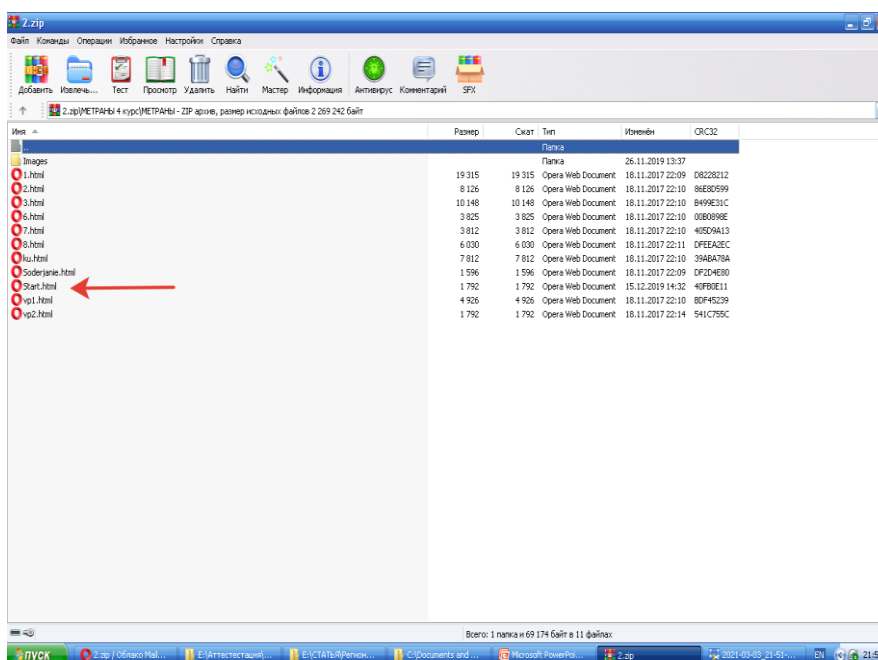 2.zip
Файл Команды Операции Избранное Настройки Справка
Добавить Извлечь... Тест Просмотр Удалить Найти Мастер Информация Антивирус Комментарий SFX
2.zip\МЕТРАНЫ 4 курс\МЕТРАНЫ - ZIP архив, размер исходных файлов 2 269 242 байт
Имя Размер Сжат Тип Изменён CRC32
.. Папка
Images Папка 26.11.2019 13:37
1.html 19 315 19 315 Opera Web Document 18.11.2017 22:09 D8228212
2.html 8 126 8 126 Opera Web Document 18.11.2017 22:10 86E8D599
3.html 10 148 10 148 Opera Web Document 18.11.2017 22:10 B499E31C
6.html 3 825 3 825 Opera Web Document 18.11.2017 22:10 00B0898E
7.html 3 812 3 812 Opera Web Document 18.11.2017 22:10 405D9A13
8.html 6 030 6 030 Opera Web Document 18.11.2017 22:11 DFEEA2EC
ku.html 7 812 7 812 Opera Web Document 18.11.2017 22:10 39ABA78A
Soderjanie.html 1 596 1 596 Opera Web Document 18.11.2017 22:09 DF2D4E80
Start.html 1 792 1 792 Opera Web Document 15.12.2019 14:32 40FB0E11
vp1.html 4 926 4 926 Opera Web Document 18.11.2017 22:10 BDF45239
vp2.html 1 792 1 792 Opera Web Document 18.11.2017 22:14 541C755C
Всего: 1 папка и 69 174 байт в 11 файлах
пуск 2.zip / Облако Mail... E:\Аттестестация\... E:\СТАТЬЯ\Регион... C:\Documents and ... Microsoft PowerPoi... 2.zip 2021-03-03_21-51-... EN 21:5